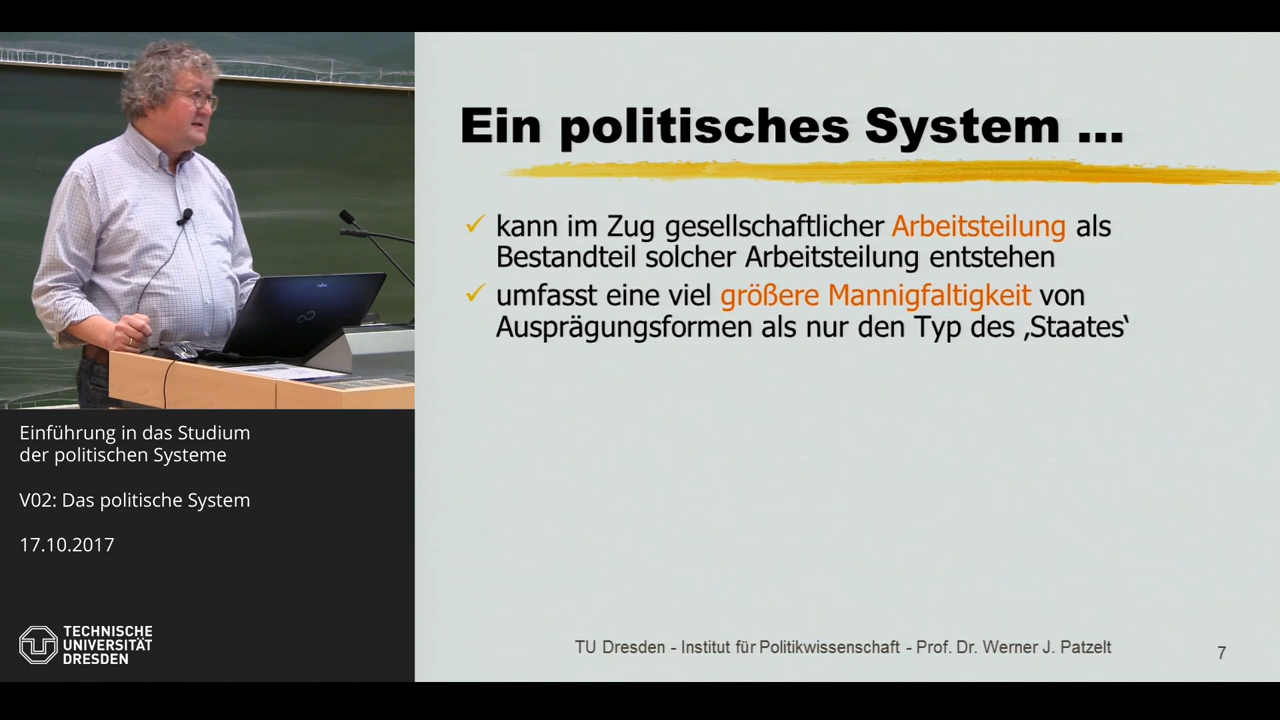 Ein politisches System ...
✓ kann im Zug gesellschaftlicher Arbeitsteilung als
Bestandteil solcher Arbeitsteilung entstehen
✓ umfasst eine viel größere Mannigfaltigkeit von
Ausprägungsformen als nur den Typ des ‚Staates‘
Einführung in das Studium
der politischen Systeme
V02: Das politische System
17.10.2017
TECHNISCHE
UNIVERSITÄT
DRESDEN
TU Dresden - Institut für Politikwissenschaft - Prof. Dr. Werner J. Patzelt
7